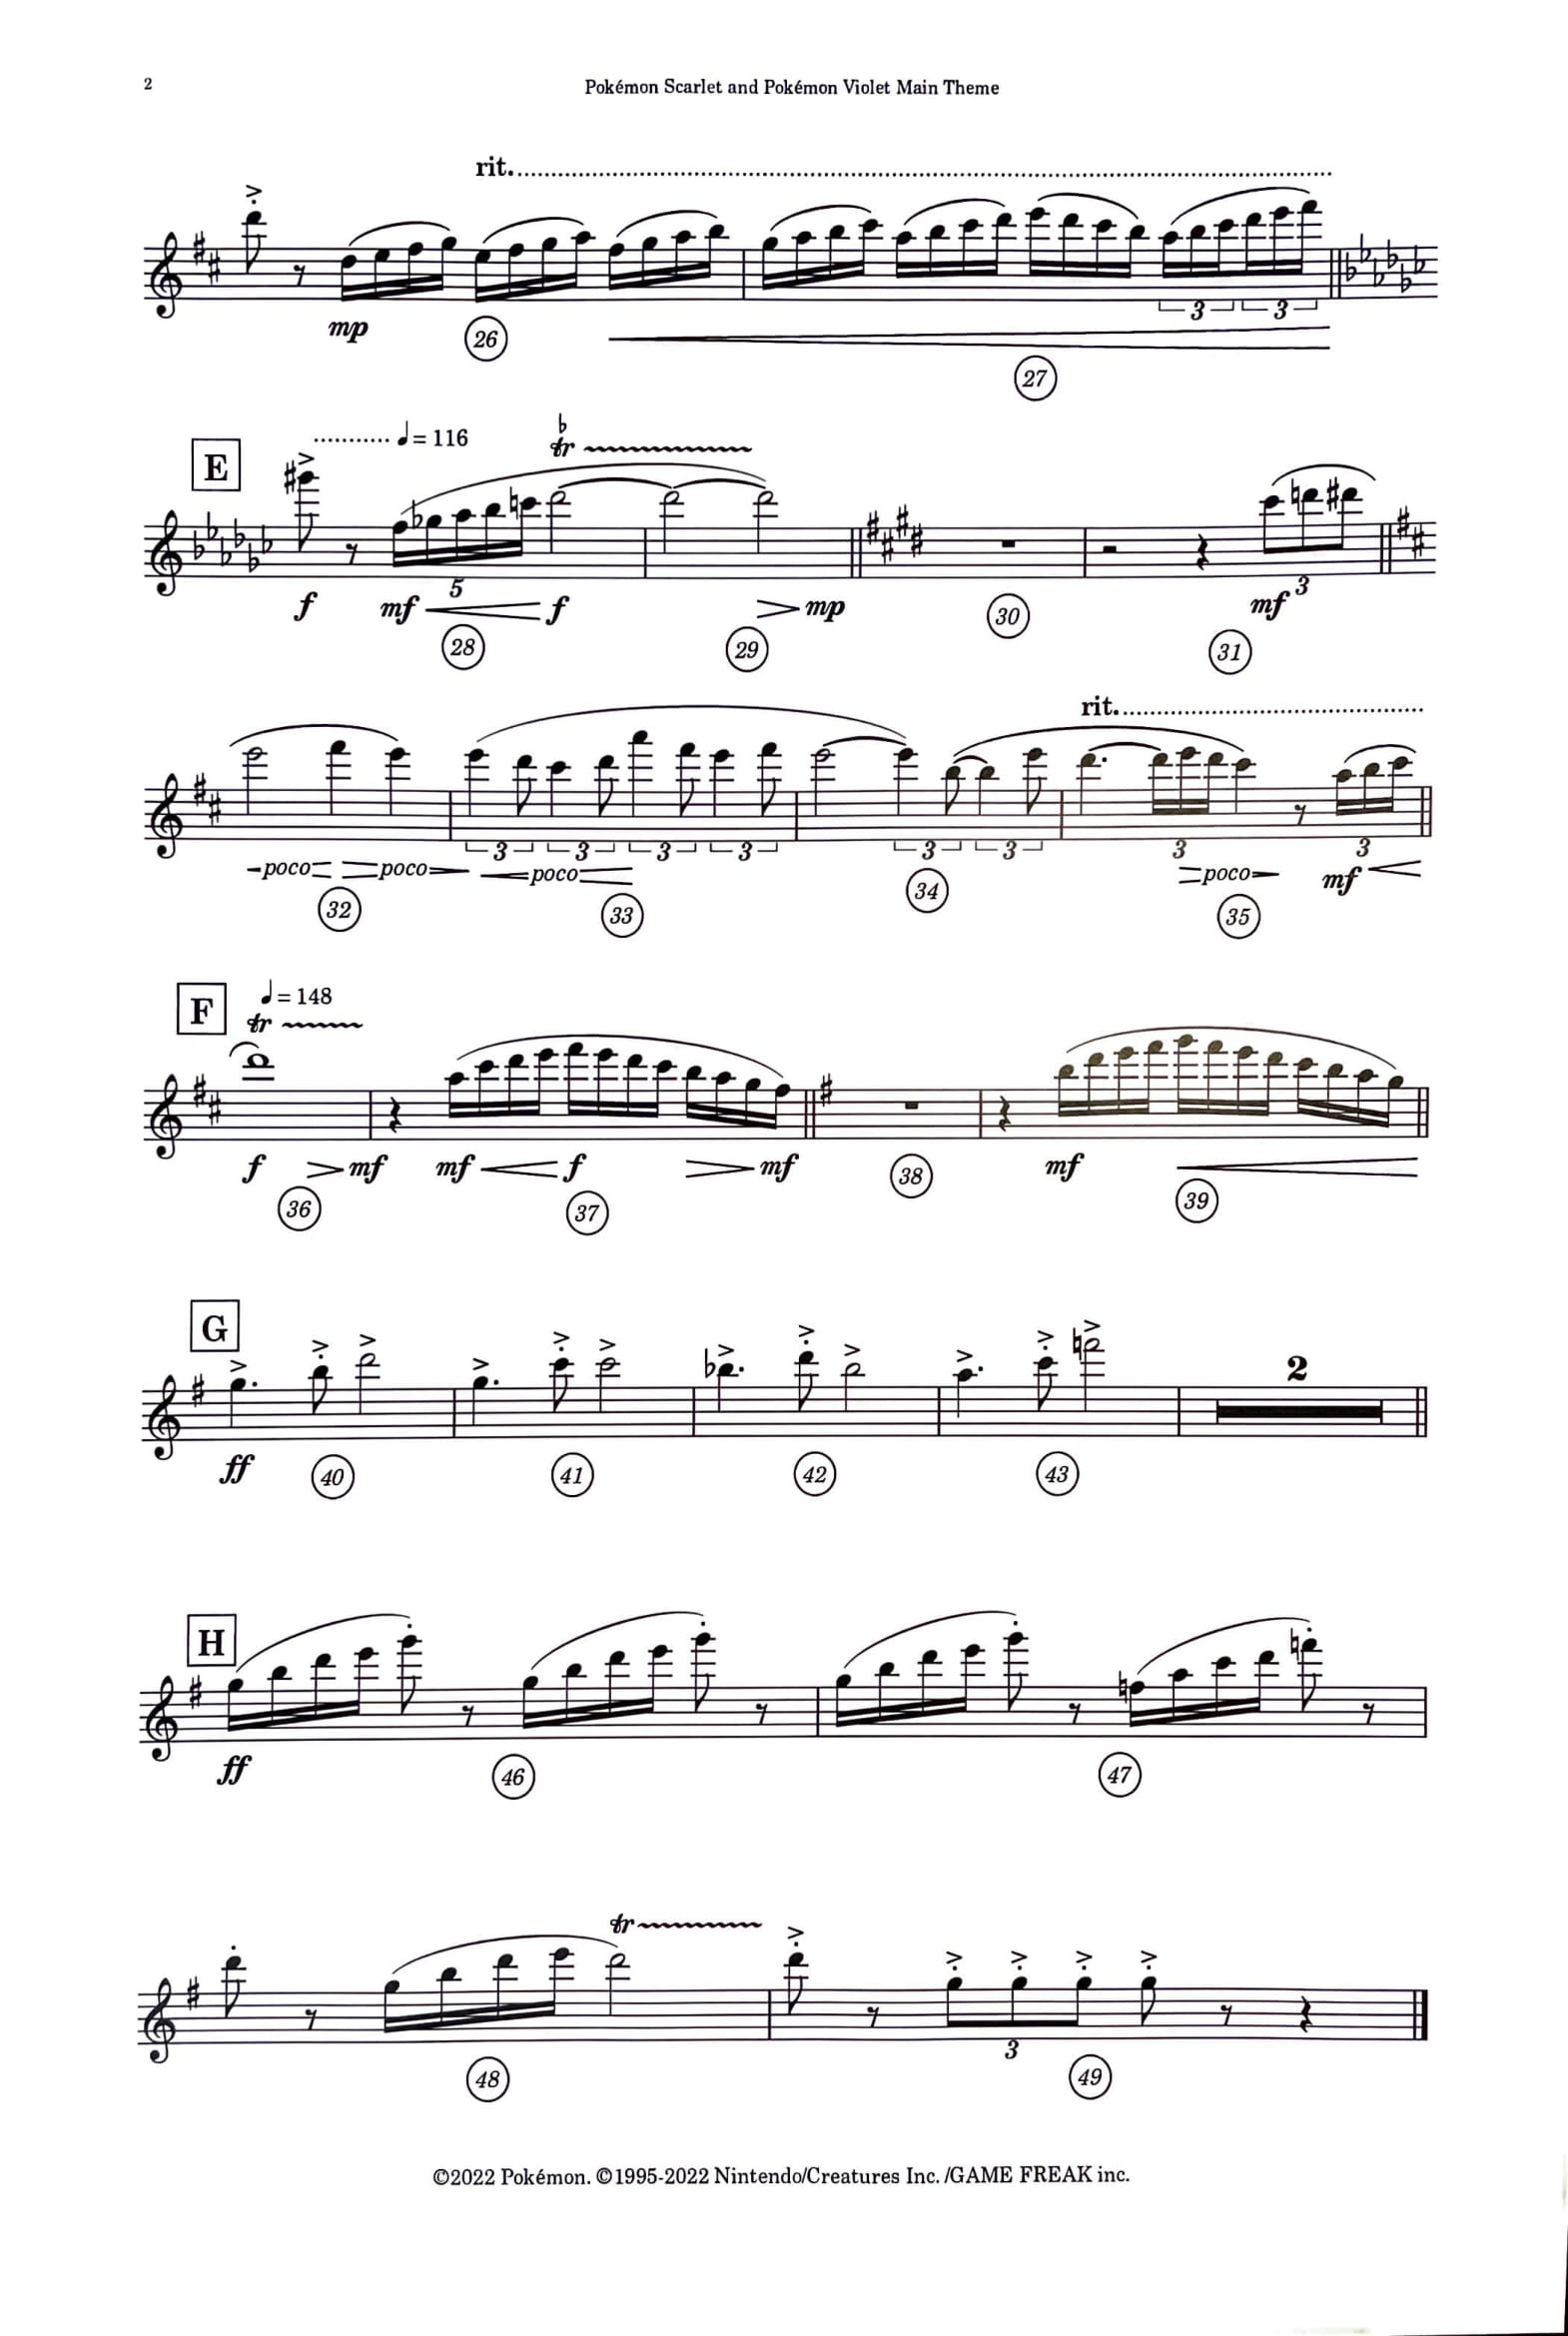 2
Pokémon Scarlet and Pokémon Violet Main Theme
rit.
mp
3 3
26
27
E
♩= 116
♭
tr
5
3
f mf f mp mf
28 29 30 31
rit.
3 3 3 3 3 3 3 3
poco poco poco poco mf
32 33 34 35
F
♩= 148
tr
f mf mf f mf mf
36 37 38 39
G
2
ff
40 41 42 43
H
ff
46 47
tr
3
48 49
©2022 Pokémon. ©1995-2022 Nintendo/Creatures Inc. /GAME FREAK inc.